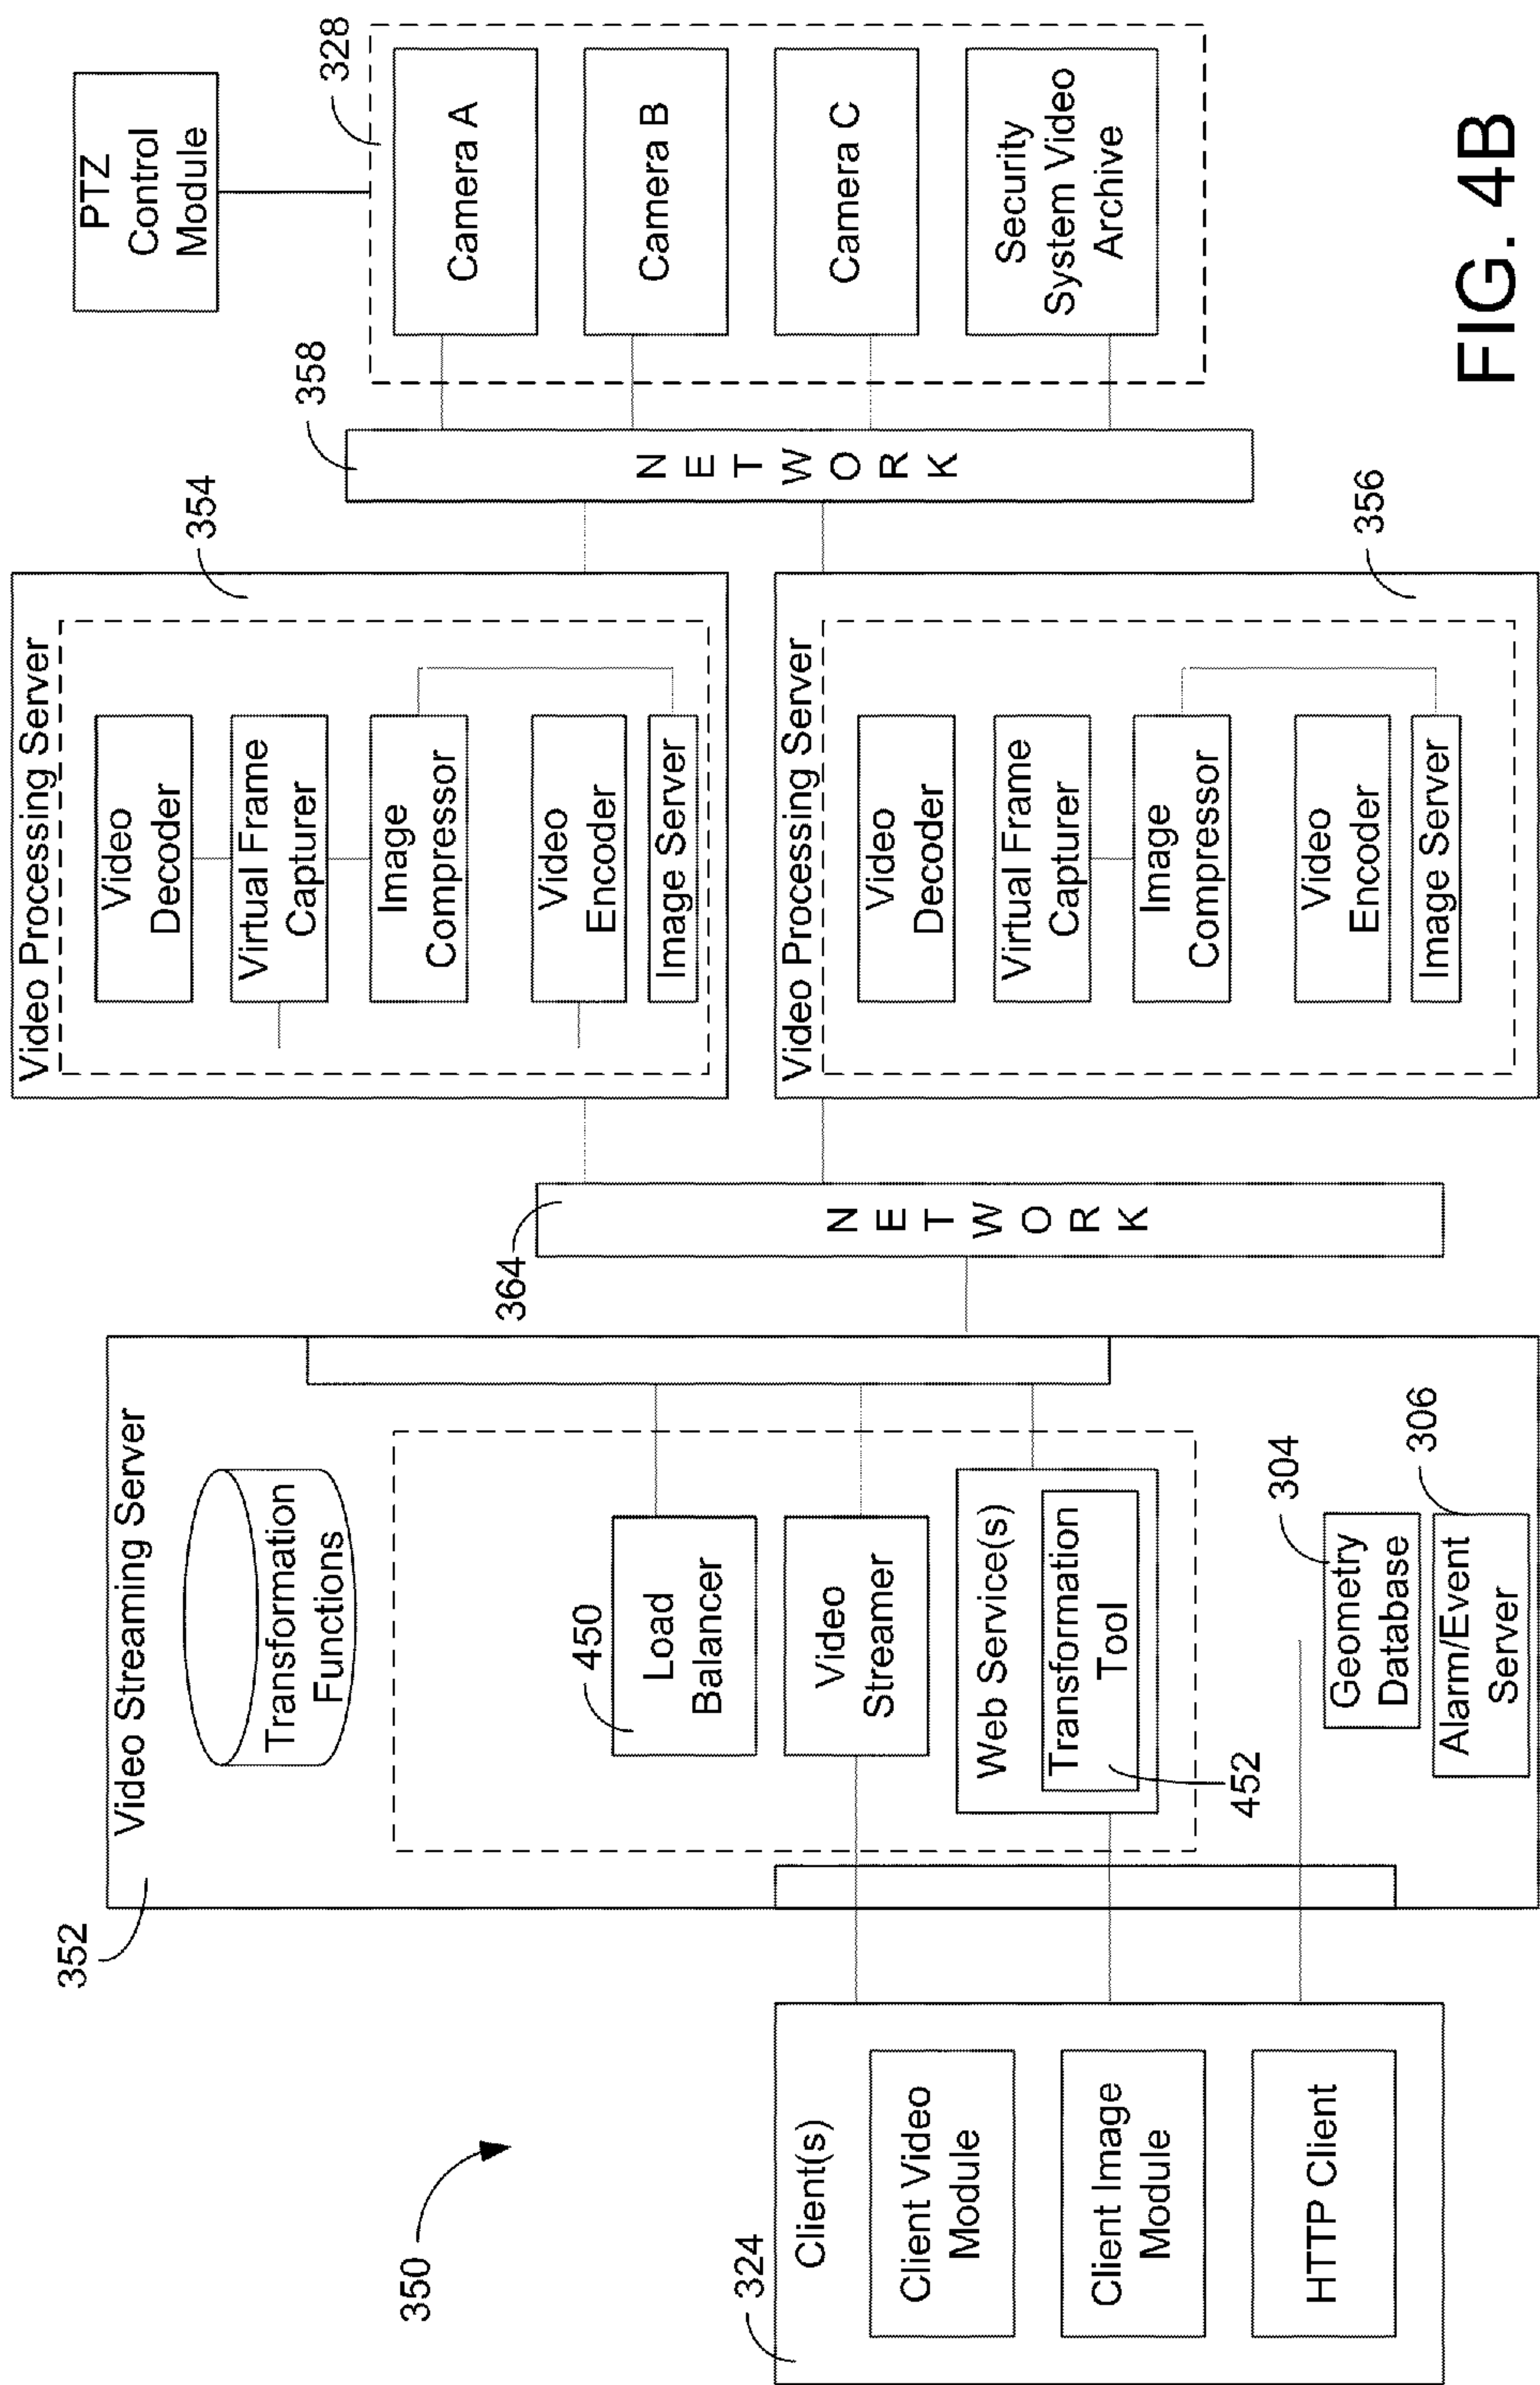 350
324
Client(s)
Client Video
Module
Client Image
Module
HTTP Client
352
Video Streaming Server
Transformation
Functions
450
Load
Balancer
Video
Streamer
Web Service(s)
Transformation
Tool
452
304
Geometry
Database
306
Alarm/Event
Server
364
NETWORK
Video Processing Server
354
Video
Decoder
Virtual Frame
Capturer
Image
Compressor
Video
Encoder
Image Server
Video Processing Server
356
Video
Decoder
Virtual Frame
Capturer
Image
Compressor
Video
Encoder
Image Server
358
NETWORK
PTZ
Control
Module
328
Camera A
Camera B
Camera C
Security
System Video
Archive
FIG. 4B